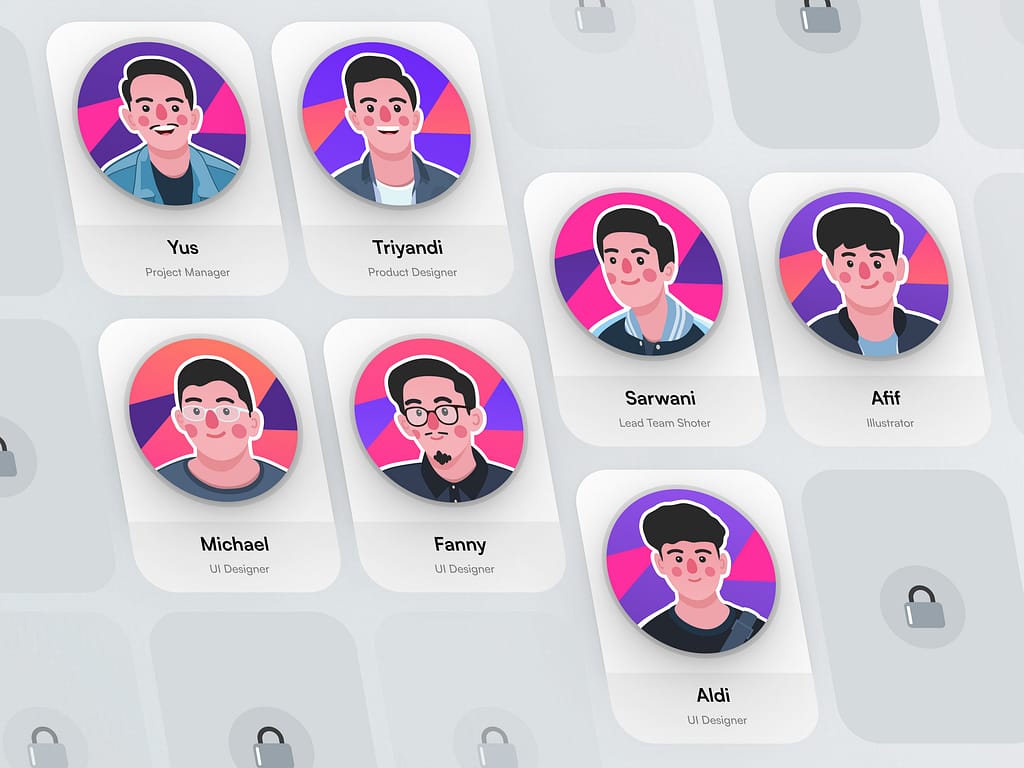 Yus
Project Manager
Triyandi
Product Designer
Sarwani
Lead Team Shoter
Afif
Illustrator
Michael
UI Designer
Fanny
UI Designer
Aldi
UI Designer